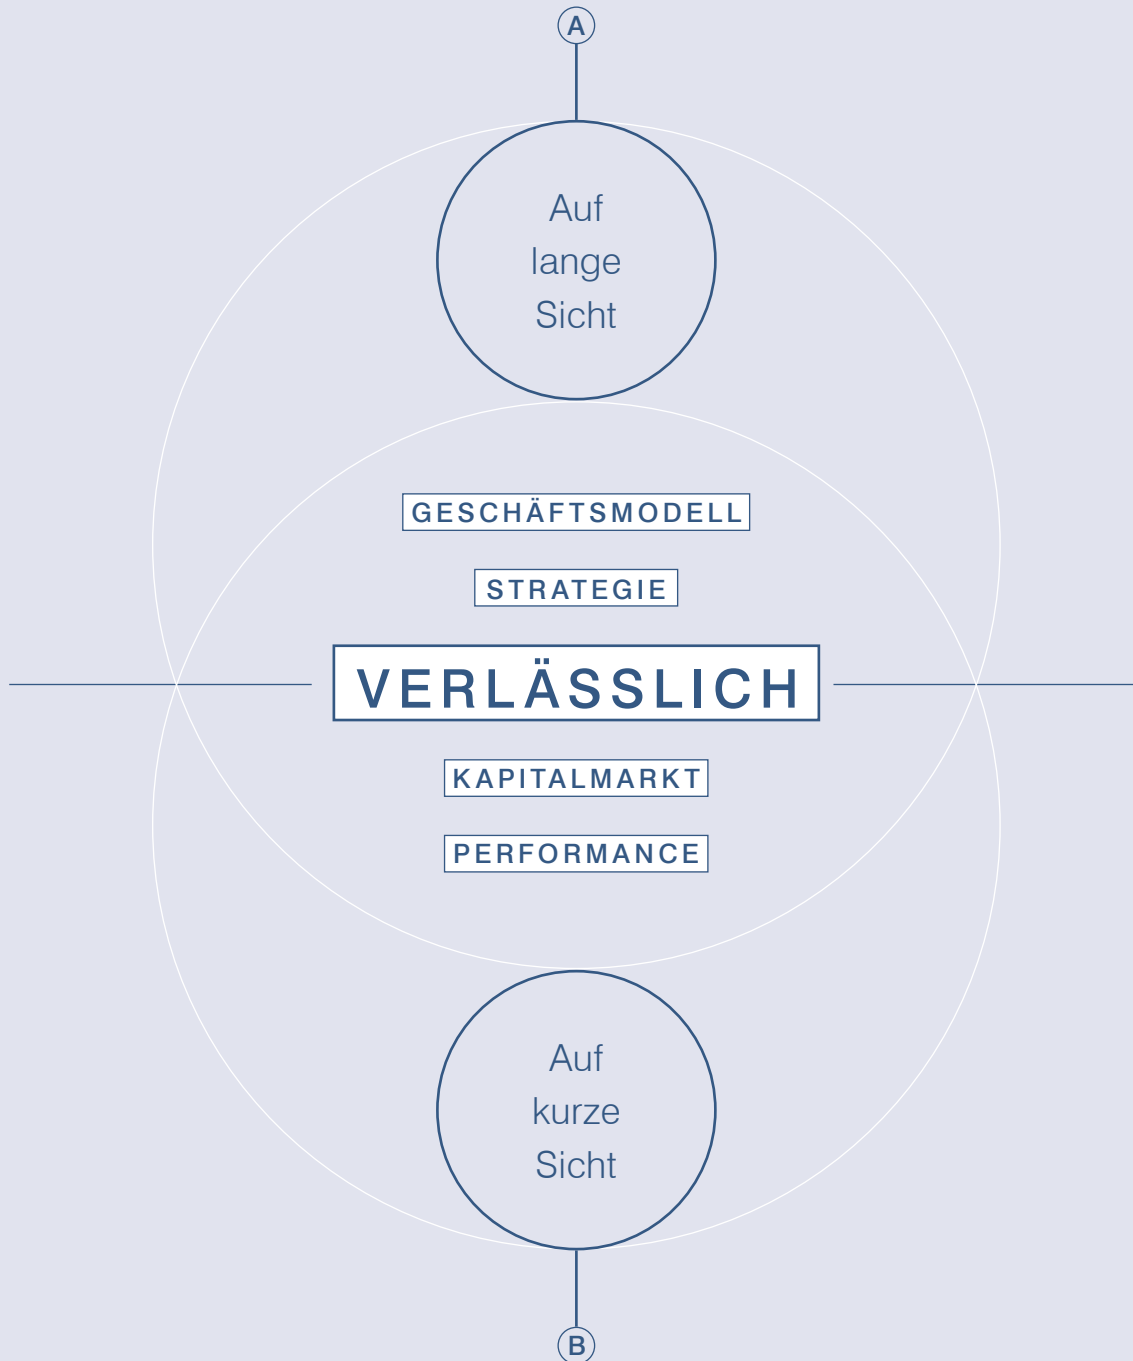 A
Auf
lange
Sicht
GESCHÄFTSMODELL
STRATEGIE
VERLÄSSLICH
KAPITALMARKT
PERFORMANCE
Auf
kurze
Sicht
B